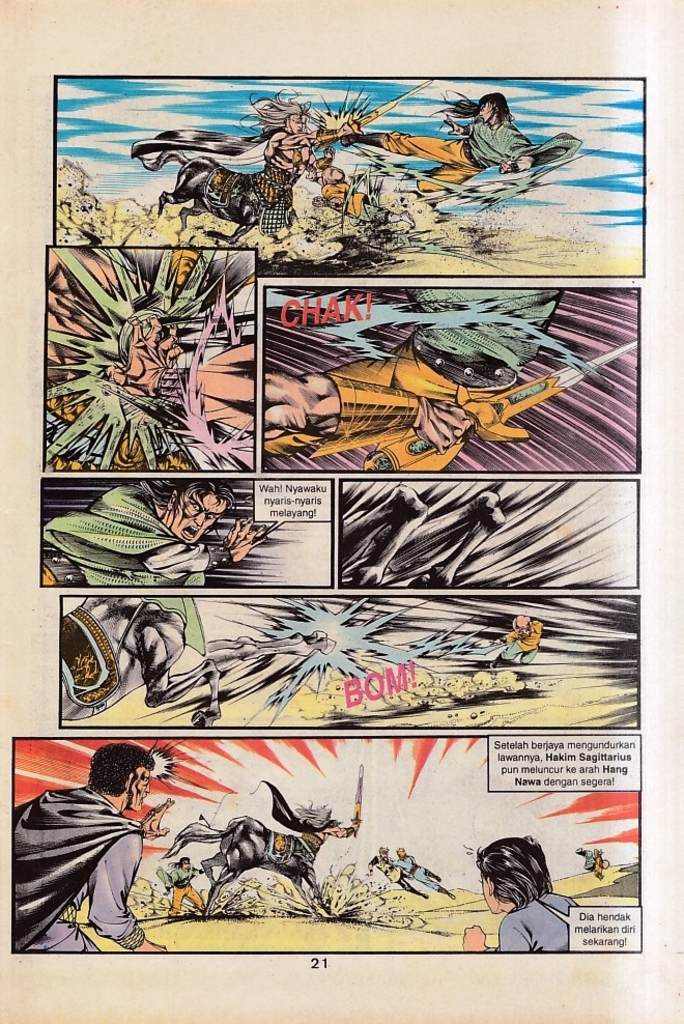 CHAK!
Wah! Nyawaku
nyaris-nyaris
melayang!
BOM!
Setelah berjaya mengundurkan
lawannya, Hakim Sagittarius
pun meluncur ke arah Hang
Nawa dengan segera!
Dia hendak
melarikan diri
sekarang!
21